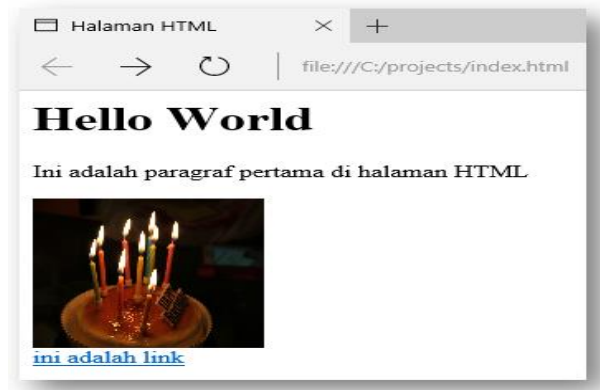 Halaman HTML
file:///C:/projects/index.html
Hello World
Ini adalah paragraf pertama di halaman HTML
ini adalah link